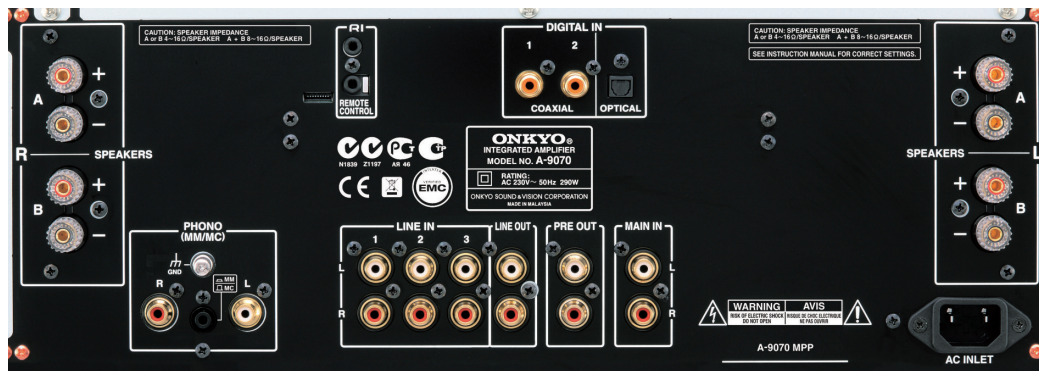 CAUTION: SPEAKER IMPEDANCE
A or B 4~16Ω/SPEAKER A + B 8~16Ω/SPEAKER
A
+
−
R
SPEAKERS
B
+
−
RI
REMOTE
CONTROL
DIGITAL IN
1 2
COAXIAL
OPTICAL
CAUTION: SPEAKER IMPEDANCE
A or B 4~16Ω/SPEAKER A + B 8~16Ω/SPEAKER
SEE INSTRUCTION MANUAL FOR CORRECT SETTINGS.
+
A
−
SPEAKERS
L
+
B
−
N1839 Z1197 AR 46
CE
EMC
ONKYO®
INTEGRATED AMPLIFIER
MODEL NO. A-9070
RATING:
AC 230V~ 50Hz 290W
ONKYO SOUND & VISION CORPORATION
MADE IN MALAYSIA
PHONO
(MM/MC)
GND
R
MM
MC
L
LINE IN
1 2 3
L
R
LINE OUT
PRE OUT
MAIN IN
L
R
WARNING
RISK OF ELECTRIC SHOCK
DO NOT OPEN
AVIS
RISQUE DE CHOC ELECTRIQUE
NE PAS OUVRIR
A-9070 MPP
AC INLET